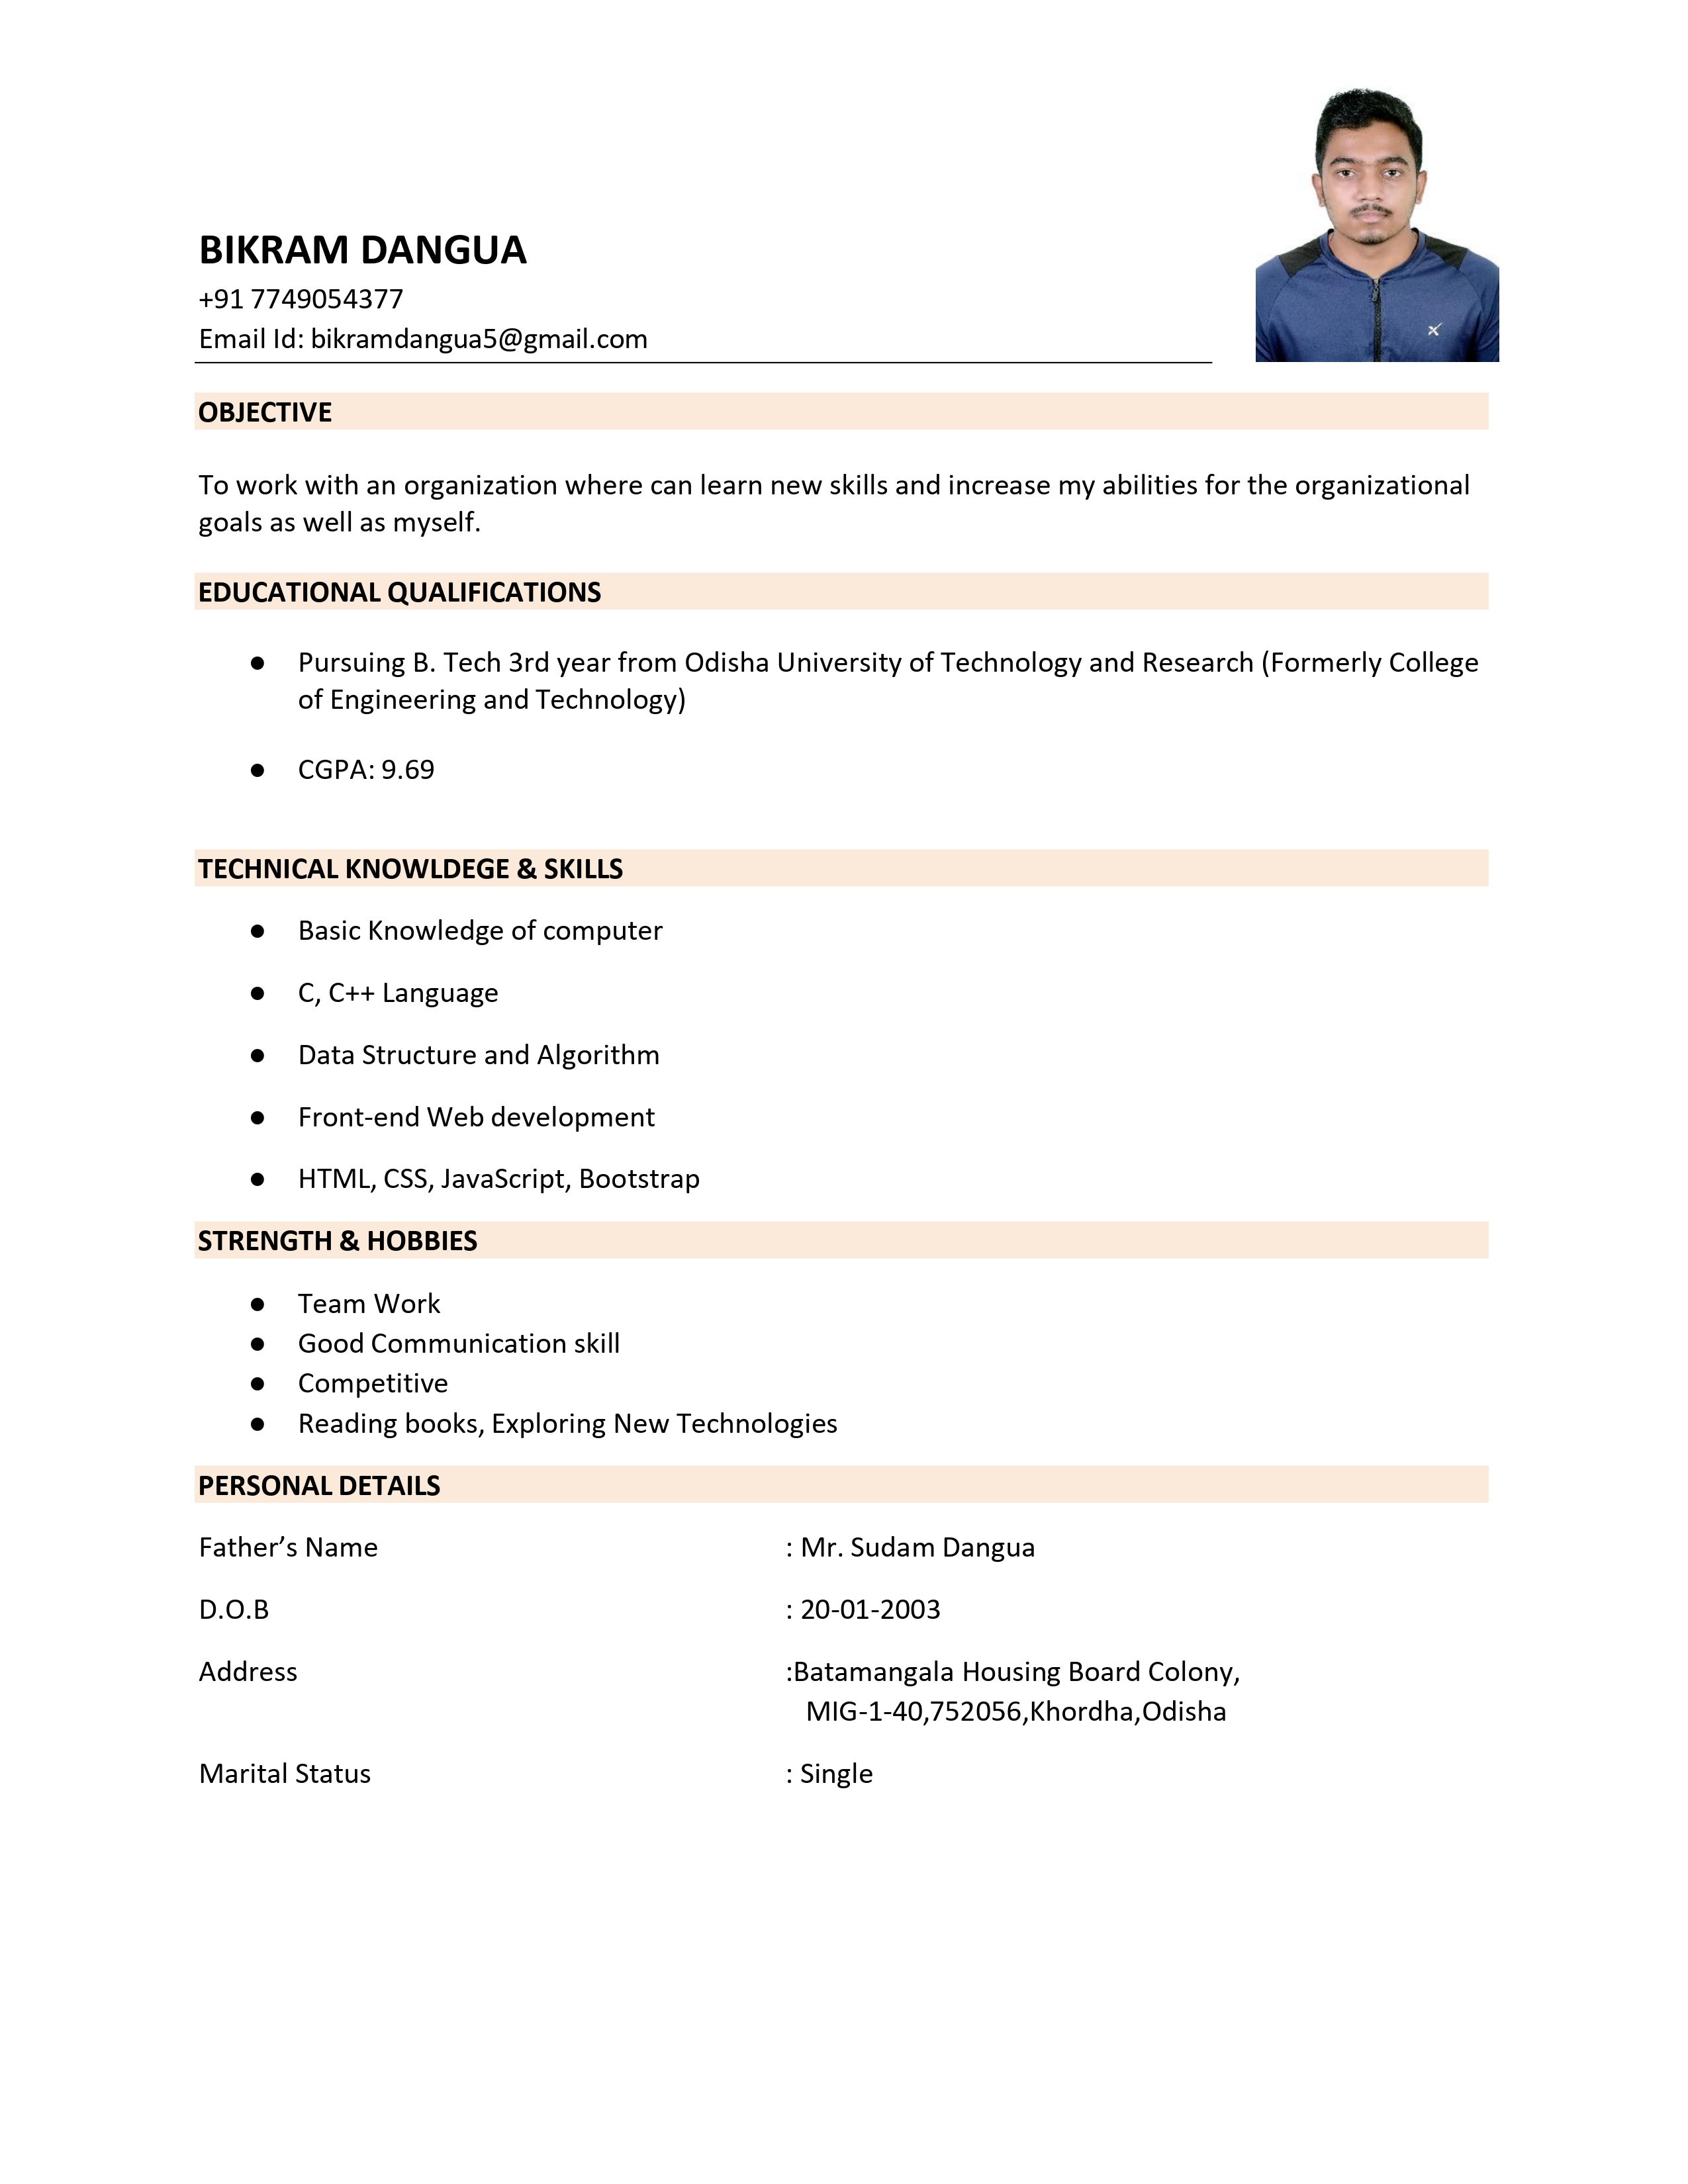 BIKRAM DANGUA
+91 7749054377
Email Id: bikramdangua5@gmail.com
OBJECTIVE
To work with an organization where can learn new skills and increase my abilities for the organizational
goals as well as myself.
EDUCATIONAL QUALIFICATIONS
● Pursuing B. Tech 3rd year from Odisha University of Technology and Research (Formerly College
of Engineering and Technology)
● CGPA: 9.69
TECHNICAL KNOWLDEGE & SKILLS
● Basic Knowledge of computer
● C, C++ Language
● Data Structure and Algorithm
● Front-end Web development
● HTML, CSS, JavaScript, Bootstrap
STRENGTH & HOBBIES
● Team Work
● Good Communication skill
● Competitive
● Reading books, Exploring New Technologies
PERSONAL DETAILS
Father’s Name : Mr. Sudam Dangua
D.O.B : 20-01-2003
Address :Batamangala Housing Board Colony,
MIG-1-40,752056,Khordha,Odisha
Marital Status : Single